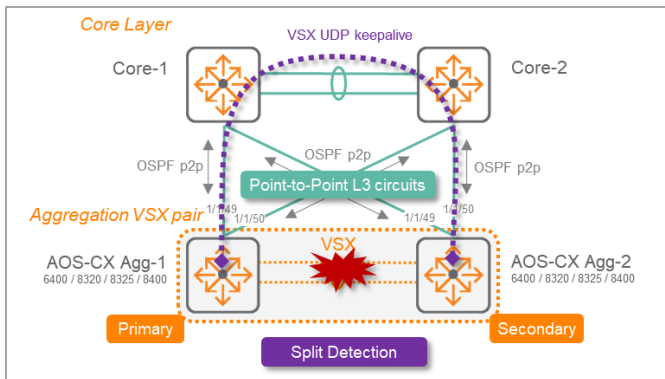 Core Layer
VSX UDP keepalive
Core-1
Core-2
OSPF p2p
OSPF p2p
OSPF p2p
OSPF p2p
Point-to-Point L3 circuits
Aggregation VSX pair
1/1/49
1/1/50
1/1/49
1/1/50
VSX
AOS-CX Agg-1
6400 / 8320 / 8325 / 8400
AOS-CX Agg-2
6400 / 8320 / 8325 / 8400
Primary
Secondary
Split Detection